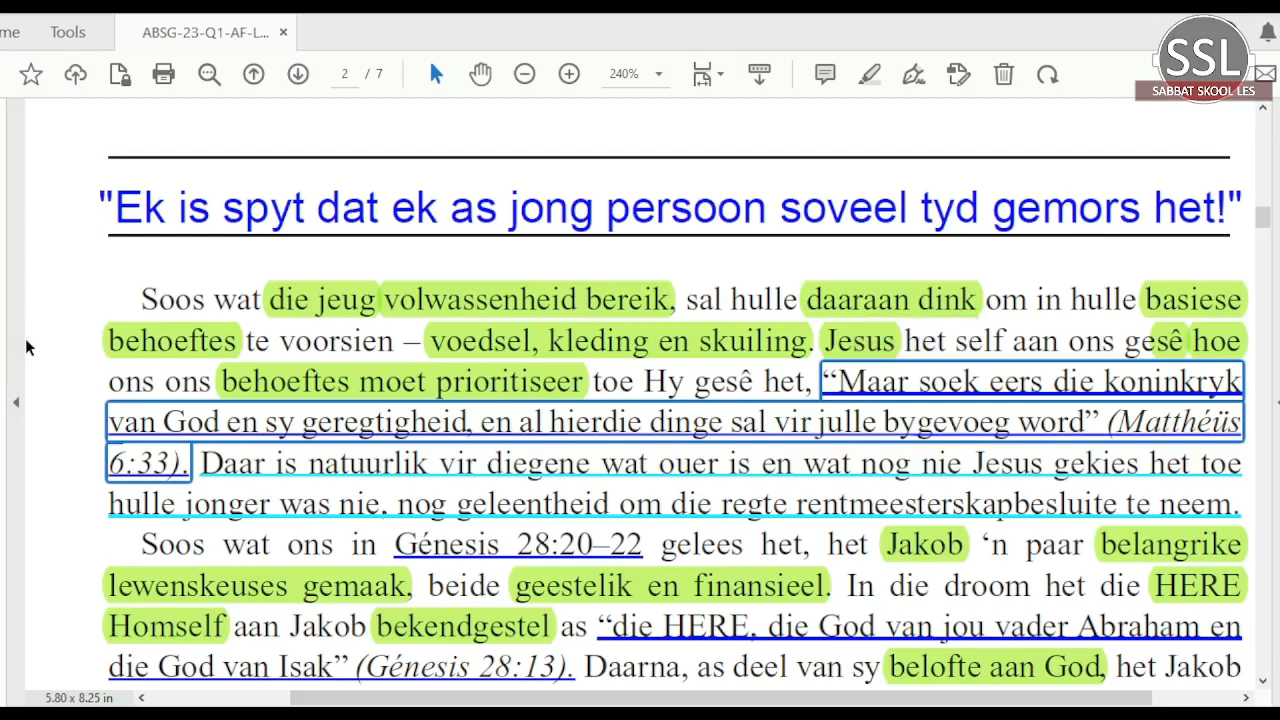 me Tools ABSG-23-Q1-AF-L... ×
2 / 7 240%
SSL
SABBAT SKOOL LES
"Ek is spyt dat ek as jong persoon soveel tyd gemors het!"
Soos wat die jeug volwassenheid bereik, sal hulle daaraan dink om in hulle basiese
behoeftes te voorsien – voedsel, kleding en skuiling. Jesus het self aan ons gesê hoe
ons ons behoeftes moet prioritiseer toe Hy gesê het, “Maar soek eers die koninkryk
van God en sy geregtigheid, en al hierdie dinge sal vir julle bygevoeg word” (Matthéüs
6:33). Daar is natuurlik vir diegene wat ouer is en wat nog nie Jesus gekies het toe
hulle jonger was nie, nog geleentheid om die regte rentmeesterskapbesluite te neem.
Soos wat ons in Génesis 28:20–22 gelees het, het Jakob ‘n paar belangrike
lewenskeuses gemaak, beide geestelik en finansieel. In die droom het die HERE
Homself aan Jakob bekendgestel as “die HERE, die God van jou vader Abraham en
die God van Isak” (Génesis 28:13). Daarna, as deel van sy belofte aan God, het Jakob
5.80 x 8.25 in